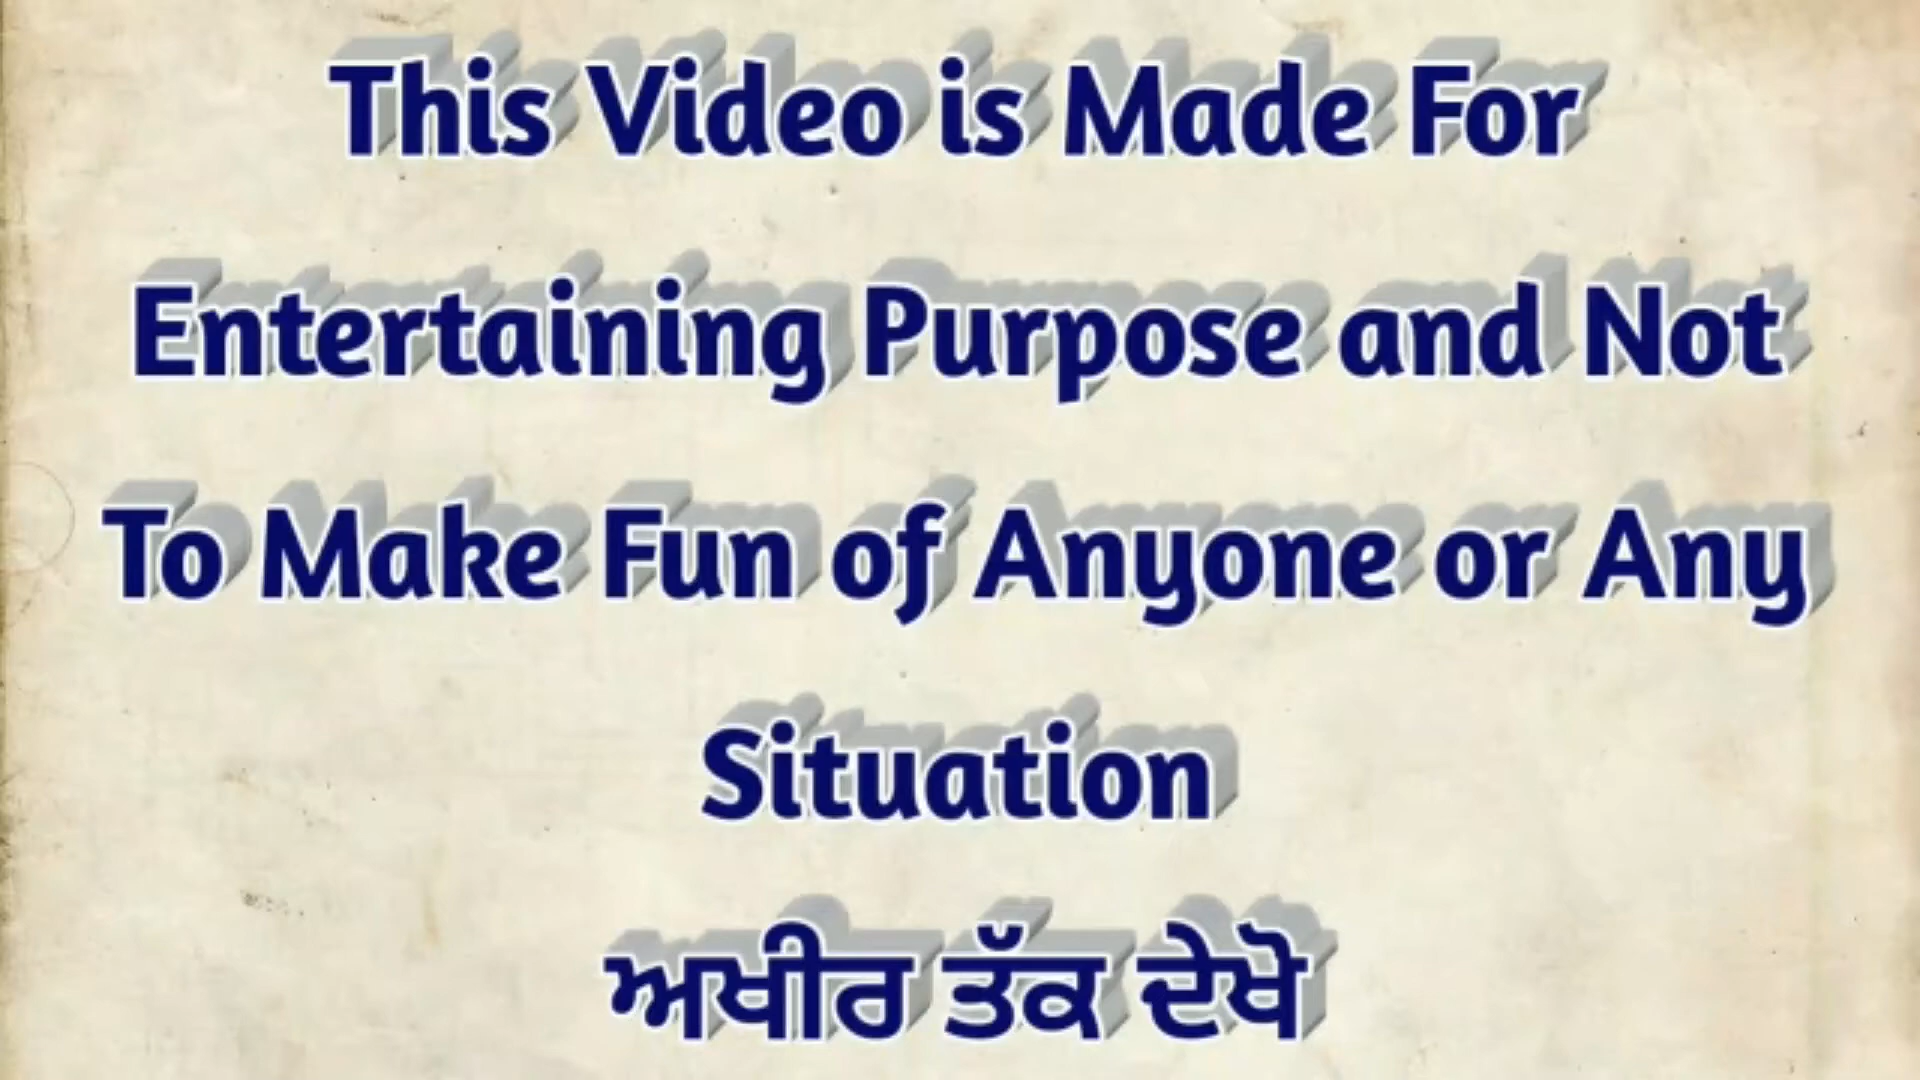 This Video is Made For
Entertaining Purpose and Not
To Make Fun of Anyone or Any
Situation
ਅਖੀਰ ਤੱਕ ਦੇਖੋ